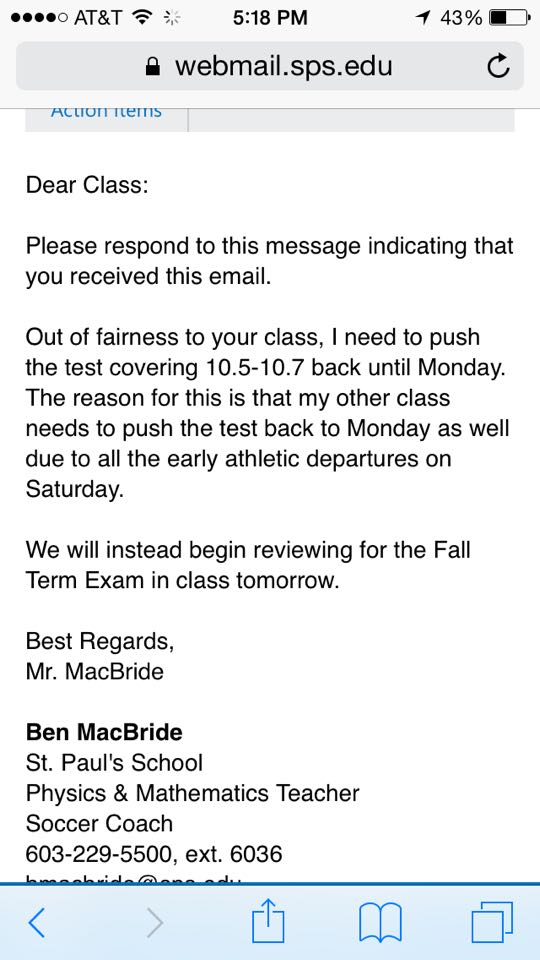 AT&T 5:18 PM 43%
webmail.sps.edu
Action Items
Dear Class:
Please respond to this message indicating that
you received this email.
Out of fairness to your class, I need to push
the test covering 10.5-10.7 back until Monday.
The reason for this is that my other class
needs to push the test back to Monday as well
due to all the early athletic departures on
Saturday.
We will instead begin reviewing for the Fall
Term Exam in class tomorrow.
Best Regards,
Mr. MacBride
Ben MacBride
St. Paul's School
Physics & Mathematics Teacher
Soccer Coach
603-229-5500, ext. 6036